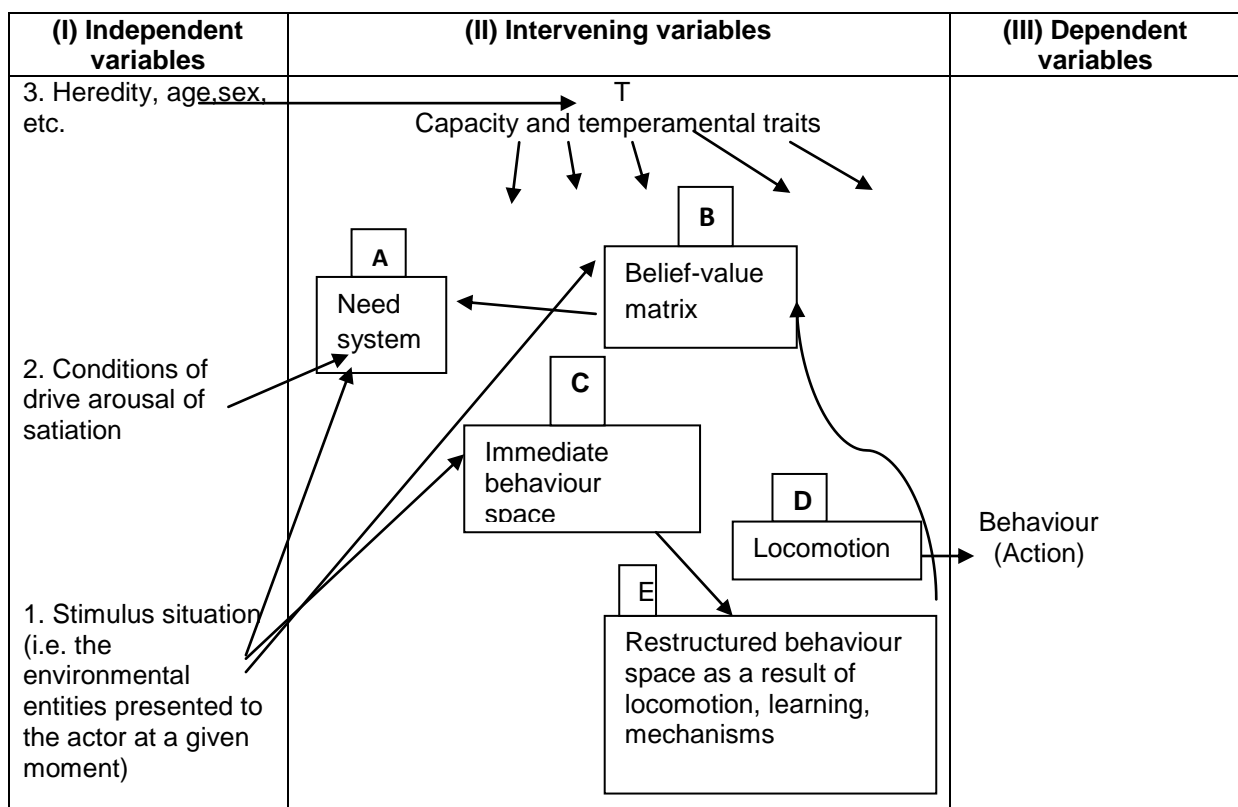 (I) Independent
variables
(II) Intervening variables
(III) Dependent
variables
3. Heredity, age,sex,
etc.
T
Capacity and temperamental traits
A
Need
system
B
Belief-value
matrix
2. Conditions of
drive arousal of
satiation
C
Immediate
behaviour
space
D
Locomotion
Behaviour
(Action)
1. Stimulus situation
(i.e. the
environmental
entities presented to
the actor at a given
moment)
E
Restructured behaviour
space as a result of
locomotion, learning,
mechanisms